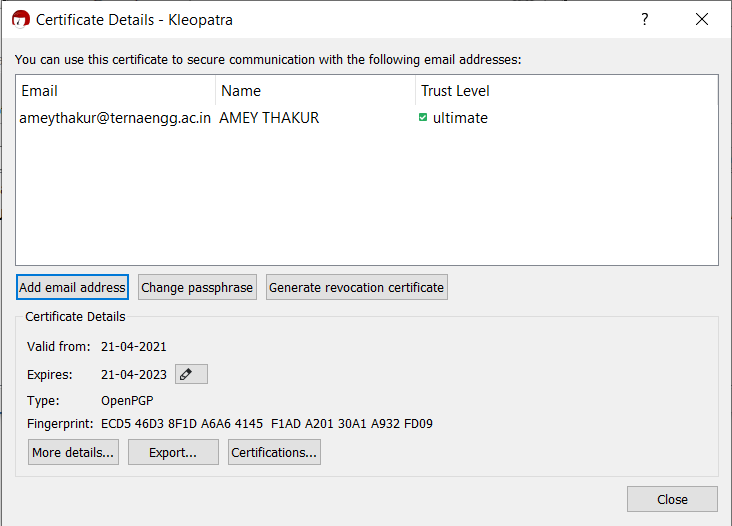 Certificate Details - Kleopatra ?
You can use this certificate to secure communication with the following email addresses:
Email Name Trust Level
ameythakur@ternaengg.ac.in AMEY THAKUR ultimate
Add email address Change passphrase Generate revocation certificate
Certificate Details
Valid from: 21-04-2021
Expires: 21-04-2023
Type: OpenPGP
Fingerprint: ECD5 46D3 8F1D A6A6 4145 F1AD A201 30A1 A932 FD09
More details... Export... Certifications...
Close